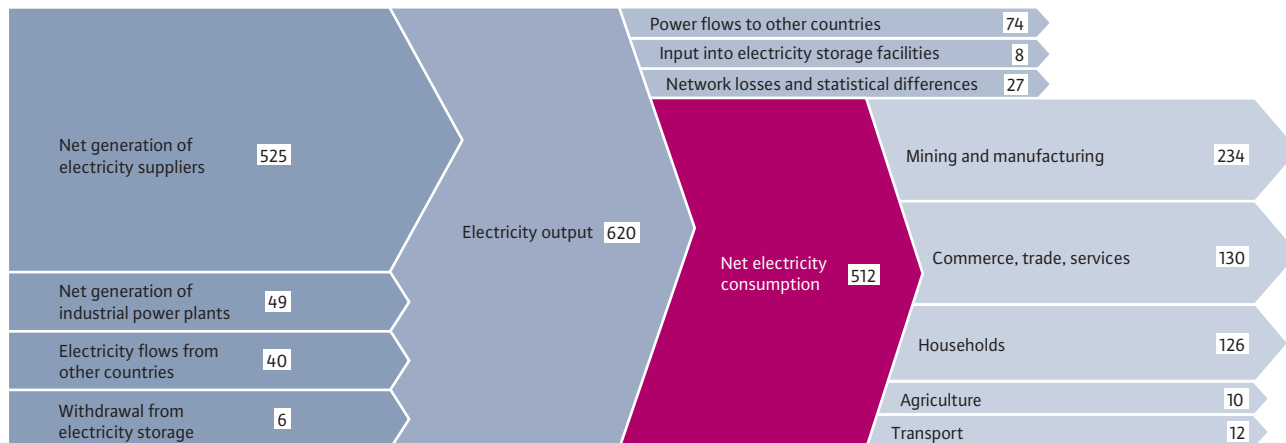 Net generation of
electricity suppliers
525
Net generation of
industrial power plants
49
Electricity flows from
other countries
40
Withdrawal from
electricity storage
6
Electricity output 620
Power flows to other countries 74
Input into electricity storage facilities 8
Network losses and statistical differences 27
Net electricity
consumption
512
Mining and manufacturing 234
Commerce, trade, services 130
Households 126
Agriculture 10
Transport 12